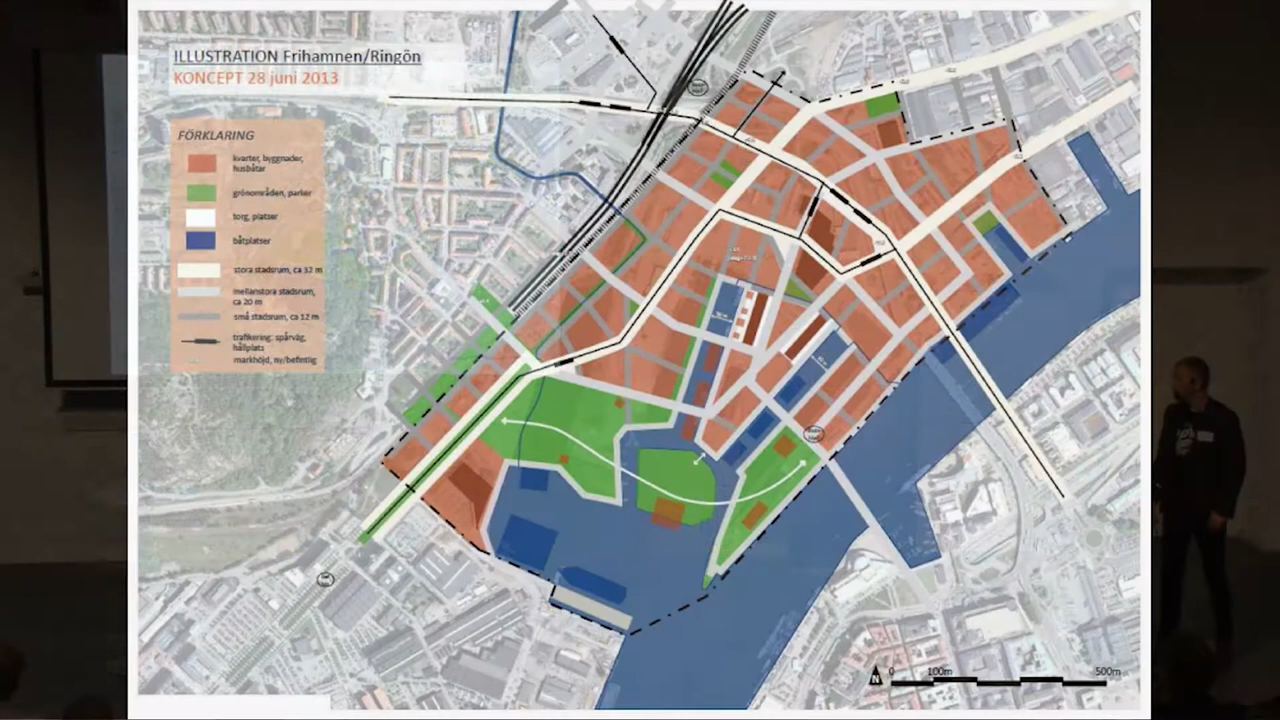 ILLUSTRATION Frihamnen/Ringön
KONCEPT 28 juni 2013
FÖRKLARING
kvarter, byggnader,
husbåtar
grönområden, parker
torg, platser
båtplatser
stora stadsrum, ca 32 m
mellanstora stadsrum,
ca 20 m
små stadsrum, ca 12 m
trafikering: spårväg,
hållplats
markhöjd, ny/befintlig
N
0
100m
500m